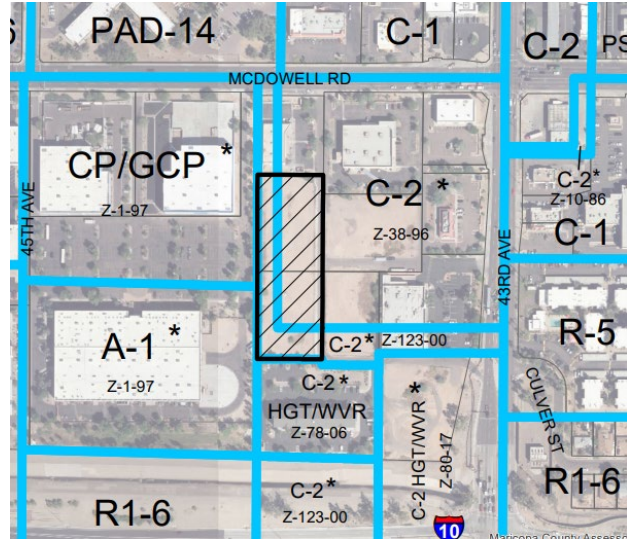 PAD-14
C-1
C-2
PS
MCDOWELL RD
CP/GCP *
Z-1-97
C-2 *
Z-38-96
C-2*
Z-10-86
C-1
45TH AVE
43RD AVE
A-1 *
Z-1-97
C-2*
Z-123-00
R-5
C-2*
HGT/WVR
Z-78-06
C-2 HGT/WVR *
Z-80-17
CULVER ST
R1-6
C-2*
Z-123-00
R1-6
10
Maricopa County Assesso